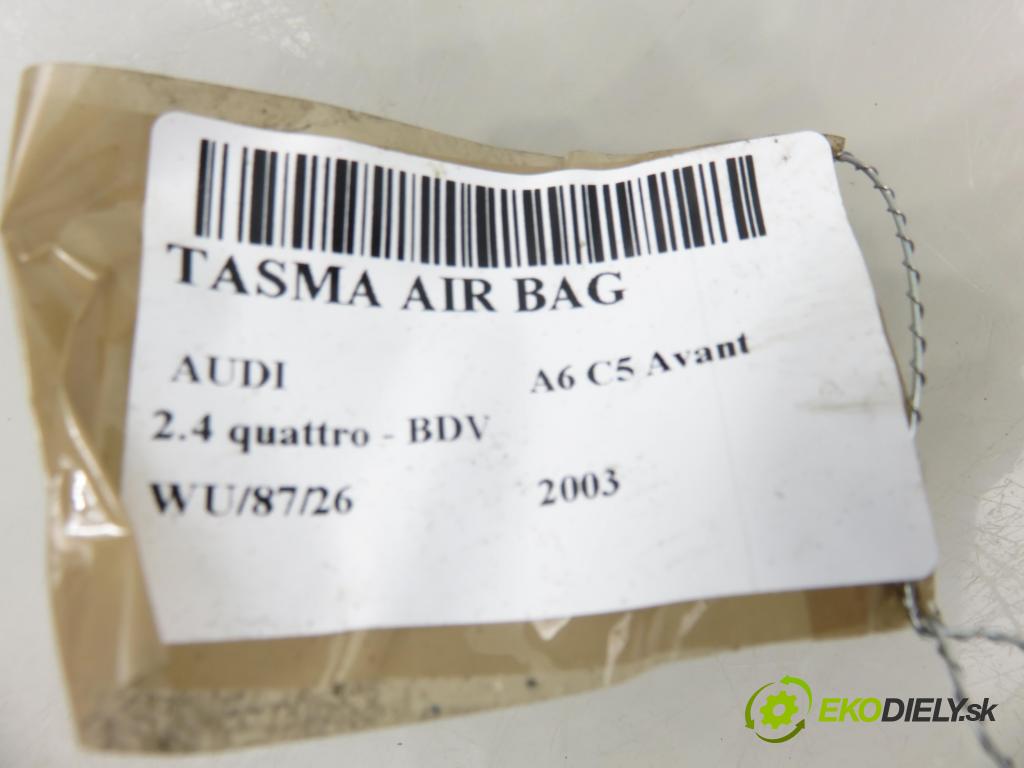 TASMA AIR BAG
AUDI A6 C5 Avant
2.4 quattro - BDV
WU/87/26 2003
EKODIELY.sk